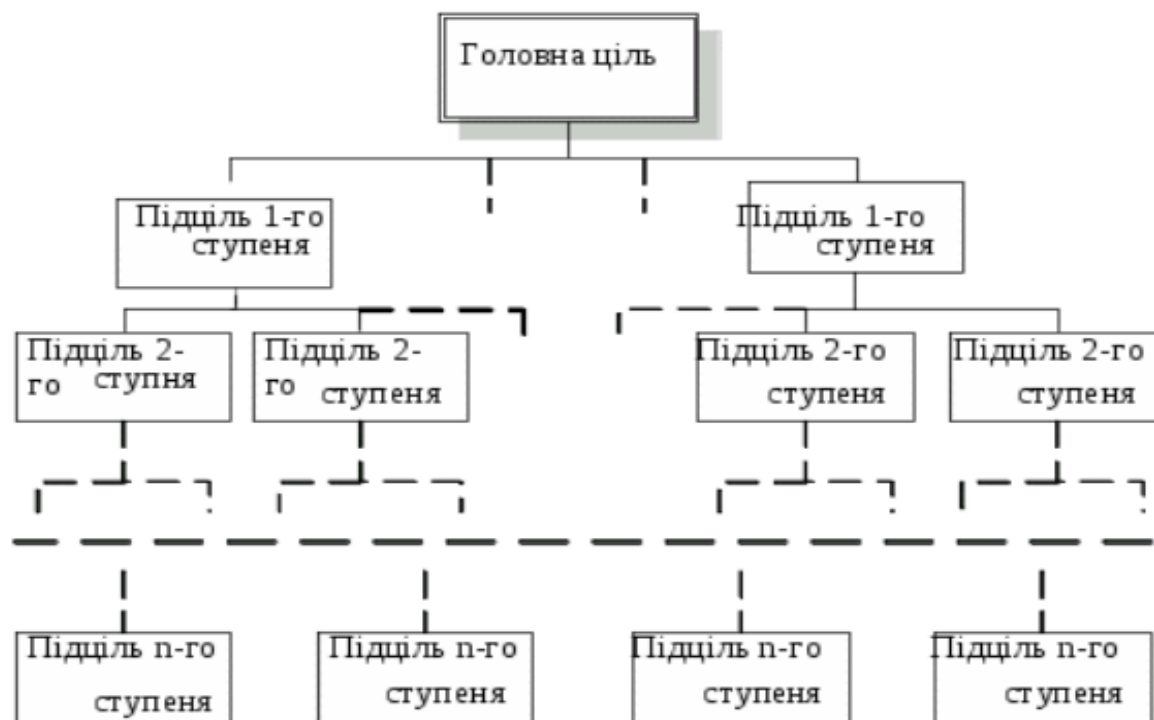 Головна ціль
Підціль 1-го
ступеня
Підціль 1-го
ступеня
Підціль 2-
го ступня
Підціль 2-
го ступеня
Підціль 2-го
ступеня
Підціль 2-го
ступеня
Підціль n-го
ступеня
Підціль n-го
ступеня
Підціль n-го
ступеня
Підціль n-го
ступеня